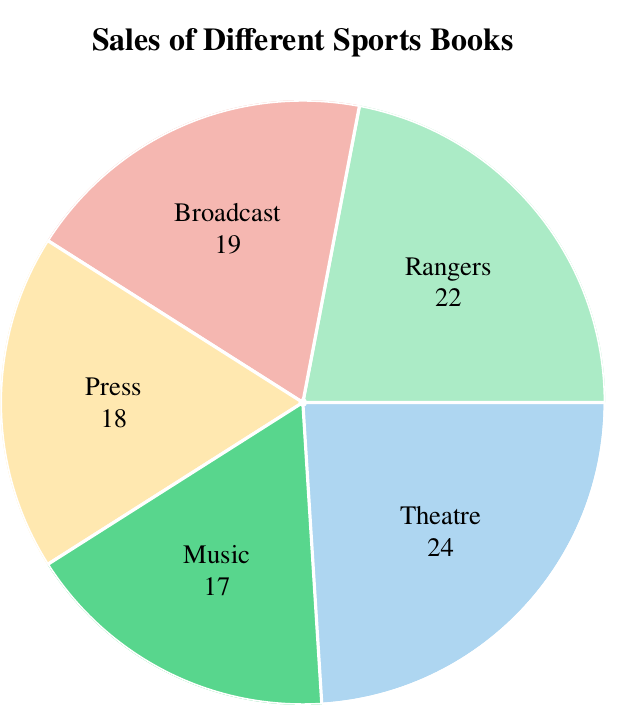 Sales of Different Sports Books
Broadcast
19
Rangers
22
Press
18
Theatre
24
Music
17